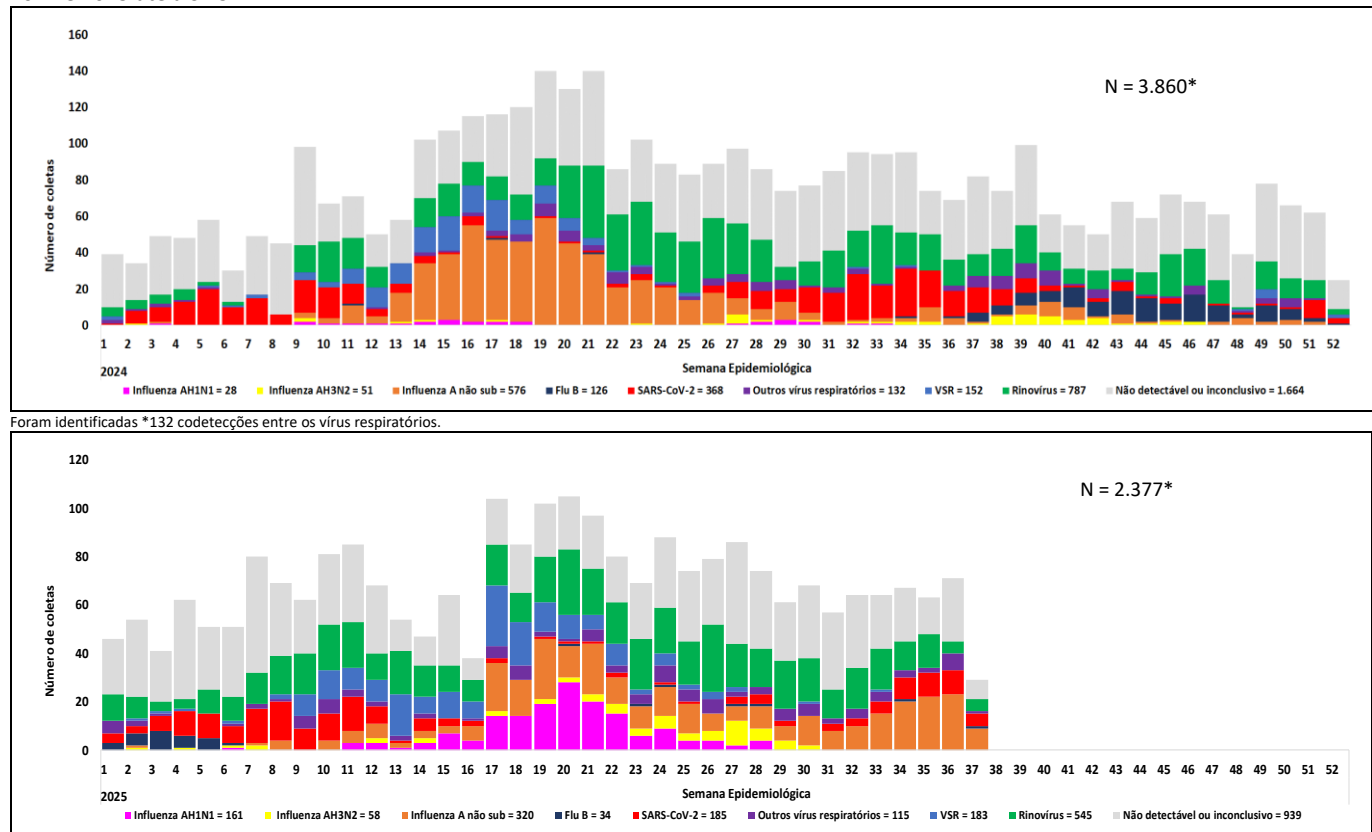 160
140
120
100
80
60
40
20
0
Número de coletas
N = 3.860*
1 2 3 4 5 6 7 8 9 10 11 12 13 14 15 16 17 18 19 20 21 22 23 24 25 26 27 28 29 30 31 32 33 34 35 36 37 38 39 40 41 42 43 44 45 46 47 48 49 50 51 52
2024
Semana Epidemiológica
Influenza AH1N1 = 28 Influenza AH3N2 = 51 Influenza A não sub = 576 Flu B = 126 SARS-CoV-2 = 368 Outros vírus respiratórios = 132 VSR = 152 Rinovírus = 787 Não detectável ou inconclusivo = 1.664
Foram identificadas *132 codetecções entre os vírus respiratórios.
120
100
80
60
40
20
0
Número de coletas
N = 2.377*
1 2 3 4 5 6 7 8 9 10 11 12 13 14 15 16 17 18 19 20 21 22 23 24 25 26 27 28 29 30 31 32 33 34 35 36 37 38 39 40 41 42 43 44 45 46 47 48 49 50 51 52
2025
Semana Epidemiológica
Influenza AH1N1 = 161 Influenza AH3N2 = 58 Influenza A não sub = 320 Flu B = 34 SARS-CoV-2 = 185 Outros vírus respiratórios = 115 VSR = 183 Rinovírus = 545 Não detectável ou inconclusivo = 939